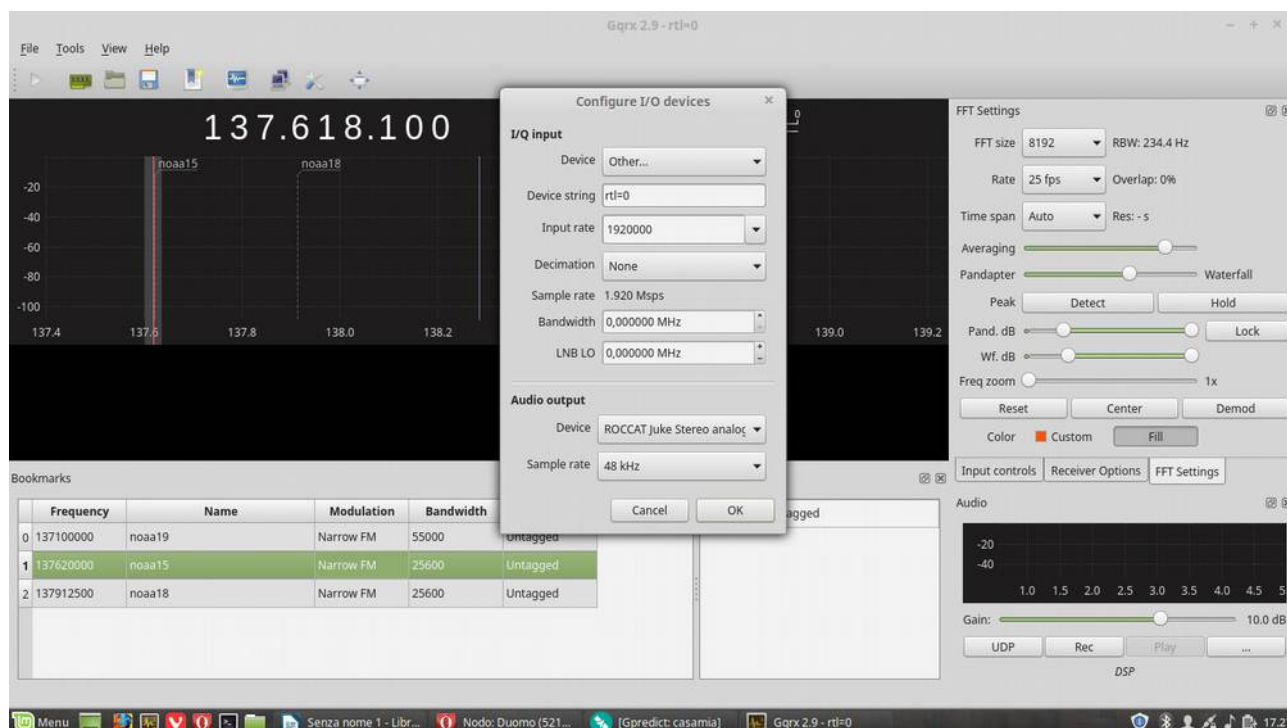 Gqrx 2.9 - rtl=0
File Tools View Help
137.618.100
noaa15 noaa18
-20
-40
-60
-80
-100
137.4 137.6 137.8 138.0 138.2 139.0 139.2
Configure I/O devices
I/Q input
Device Other...
Device string rtl=0
Input rate 1920000
Decimation None
Sample rate 1.920 Msps
Bandwidth 0,000000 MHz
LNB LO 0,000000 MHz
Audio output
Device ROCCAT Juke Stereo analog
Sample rate 48 kHz
Cancel OK
FFT Settings
FFT size 8192 RBW: 234.4 Hz
Rate 25 fps Overlap: 0%
Time span Auto Res: - s
Averaging
Pandapter Waterfall
Peak Detect Hold
Pand. dB Lock
Wf. dB
Freq zoom 1x
Reset Center Demod
Color Custom Fill
Input controls Receiver Options FFT Settings
Bookmarks
Frequency Name Modulation Bandwidth
0 137100000 noaa19 Narrow FM 55000 Untagged
1 137620000 noaa15 Narrow FM 25600 Untagged
2 137912500 noaa18 Narrow FM 25600 Untagged
agged
Audio
-20
-40
1.0 1.5 2.0 2.5 3.0 3.5 4.0 4.5 5
Gain: 10.0 dB
UDP Rec Play ...
DSP
Menu Senza nome 1 - Libr... Nodo: Duomo (521... [Gpredict: casamia] Gqrx 2.9 - rtl=0 17:2